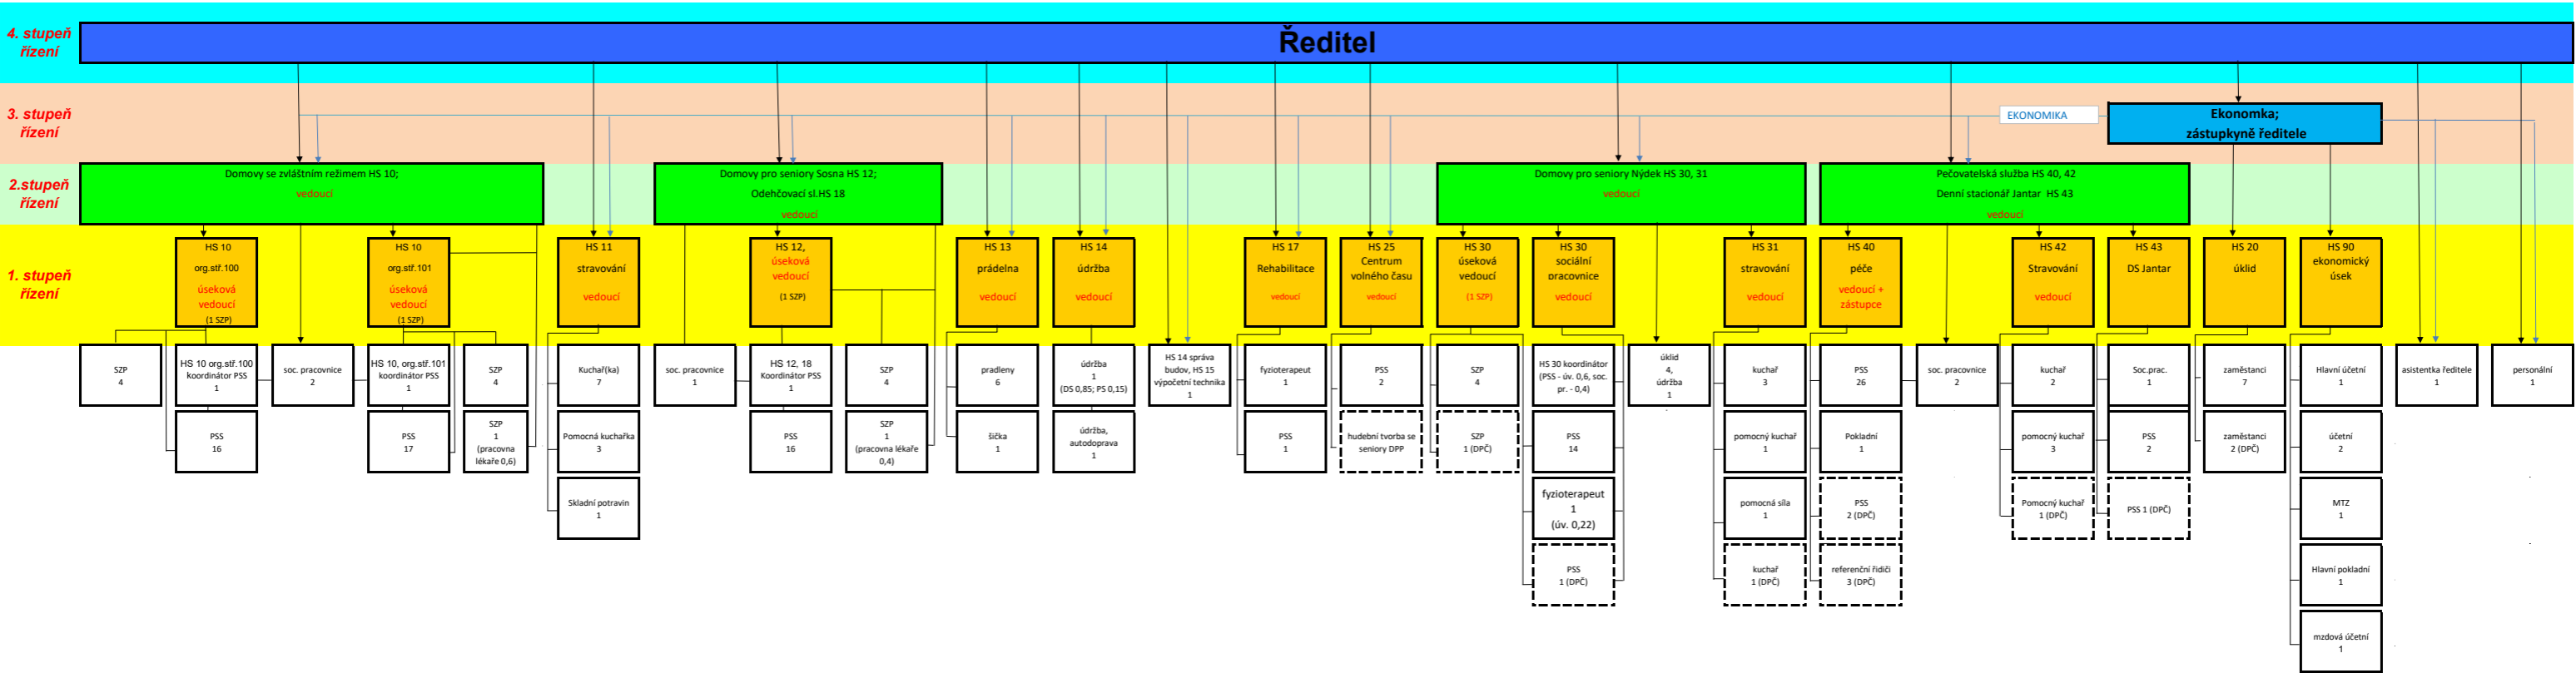 4. stupeň
řízení
Ředitel
3. stupeň
řízení
EKONOMIKA
Ekonomka;
zástupkyně ředitele
2.stupeň
řízení
Domovy se zvláštním režimem HS 10;
vedoucí
Domovy pro seniory Sosna HS 12;
Odehčovací sl.HS 18
vedoucí
Domovy pro seniory Nýdek HS 30, 31
vedoucí
Pečovatelská služba HS 40, 42
Denní stacionář Jantar HS 43
vedoucí
1. stupeň
řízení
HS 10
org.stř.100
úseková
vedoucí
(1 SZP)
HS 10
org.stř.101
úseková
vedoucí
(1 SZP)
HS 11
stravování
vedoucí
HS 12,
úseková
vedoucí
(1 SZP)
HS 13
prádelna
vedoucí
HS 14
údržba
vedoucí
HS 17
Rehabilitace
vedoucí
HS 25
Centrum
volného času
vedoucí
HS 30
úseková
vedoucí
(1 SZP)
HS 30
sociální
pracovnice
vedoucí
HS 31
stravování
vedoucí
HS 40
péče
vedoucí +
zástupce
HS 42
Stravování
vedoucí
HS 43
DS Jantar
HS 20
úklid
HS 90
ekonomický
úsek
SZP
4
HS 10 org.stř.100
koordinátor PSS
1
soc. pracovnice
2
HS 10, org.stř.101
koordinátor PSS
1
SZP
4
Kuchař(ka)
7
soc. pracovnice
1
HS 12, 18
Koordinátor PSS
1
SZP
4
pradleny
6
údržba
1
(DS 0,85; PS 0,15)
HS 14 správa
budov, HS 15
výpočetní technika
1
fyzioterapeut
1
PSS
2
SZP
4
HS 30 koordinátor
(PSS - úv. 0,6, soc.
pr. - 0,4)
úklid
4,
údržba
1
kuchař
3
PSS
26
soc. pracovnice
2
kuchař
2
Soc.prac.
1
zaměstanci
7
Hlavní účetní
1
asistentka ředitele
1
personální
1
PSS
16
PSS
17
SZP
1
(pracovna
lékaře 0,6)
Pomocná kuchařka
3
PSS
16
SZP
1
(pracovna lékaře
0,4)
šička
1
údržba,
autodoprava
1
PSS
1
hudební tvorba se
seniory DPP
SZP
1 (DPČ)
PSS
14
pomocný kuchař
1
Pokladní
1
pomocný kuchař
3
PSS
2
zaměstanci
2 (DPČ)
účetní
2
Skladní potravin
1
fyzioterapeut
1
(úv. 0,22)
pomocná síla
1
PSS
2 (DPČ)
Pomocný kuchař
1 (DPČ)
PSS 1 (DPČ)
MTZ
1
PSS
1 (DPČ)
kuchař
1 (DPČ)
referenční řidiči
3 (DPČ)
Hlavní pokladní
1
mzdová účetní
1